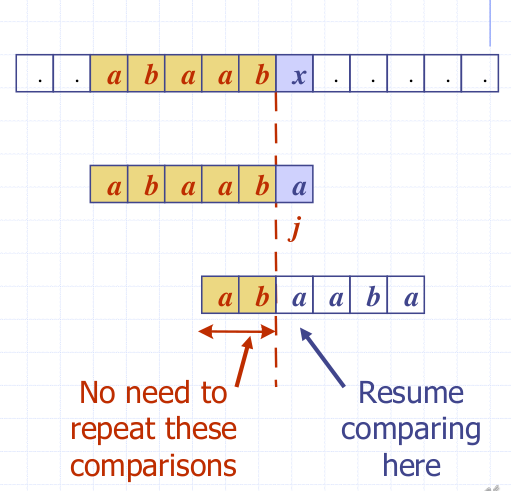 . . a b a a b x . . . . .
a b a a b a
j
a b a a b a
No need to
repeat these
comparisons
Resume
comparing
here